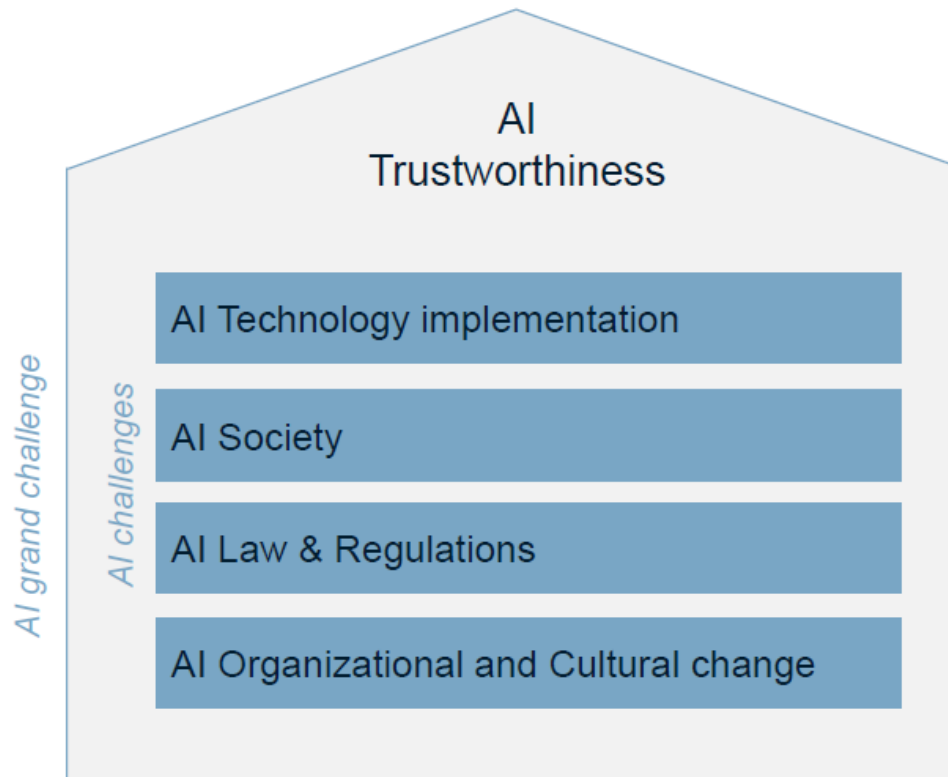 AI
Trustworthiness
AI Technology implementation
AI Society
AI Law & Regulations
AI Organizational and Cultural change
AI grand challenge
AI challenges